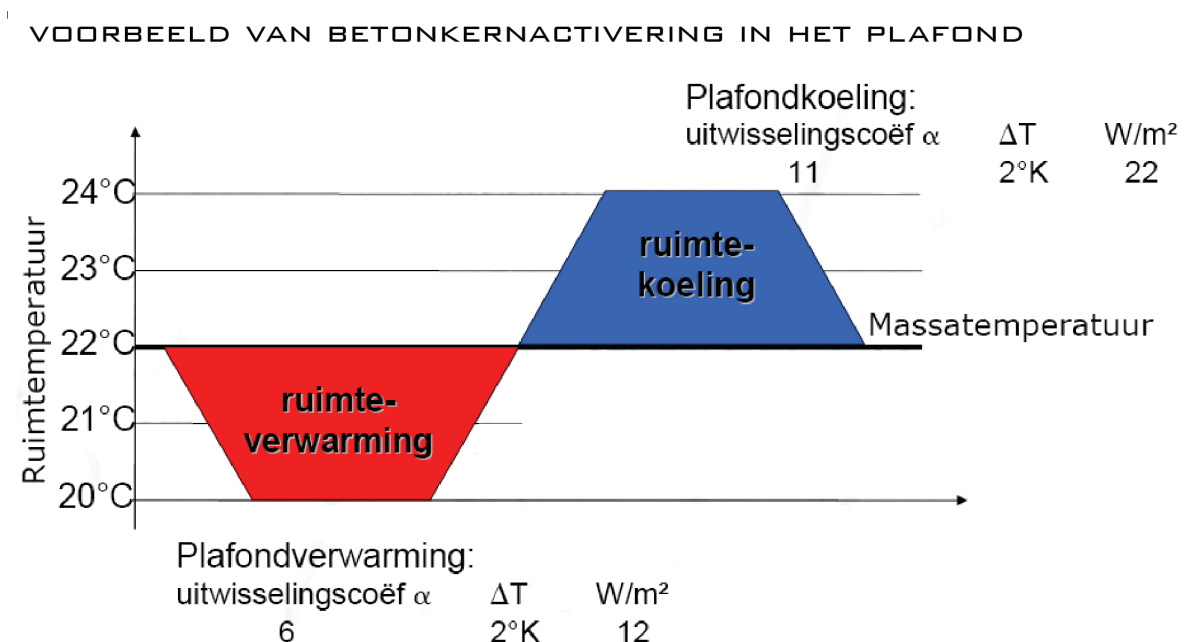 VOORBEELD VAN BETONKERNACTIVERING IN HET PLAFOND
Plafondkoeling:
uitwisselingscoëf α ΔT W/m²
11 2°K 22
Ruimtemperatuur
24°C
23°C
22°C
21°C
20°C
ruimte-
koeling
Massatemperatuur
ruimte-
verwarming
Plafondverwarming:
uitwisselingscoëf α ΔT W/m²
6 2°K 12